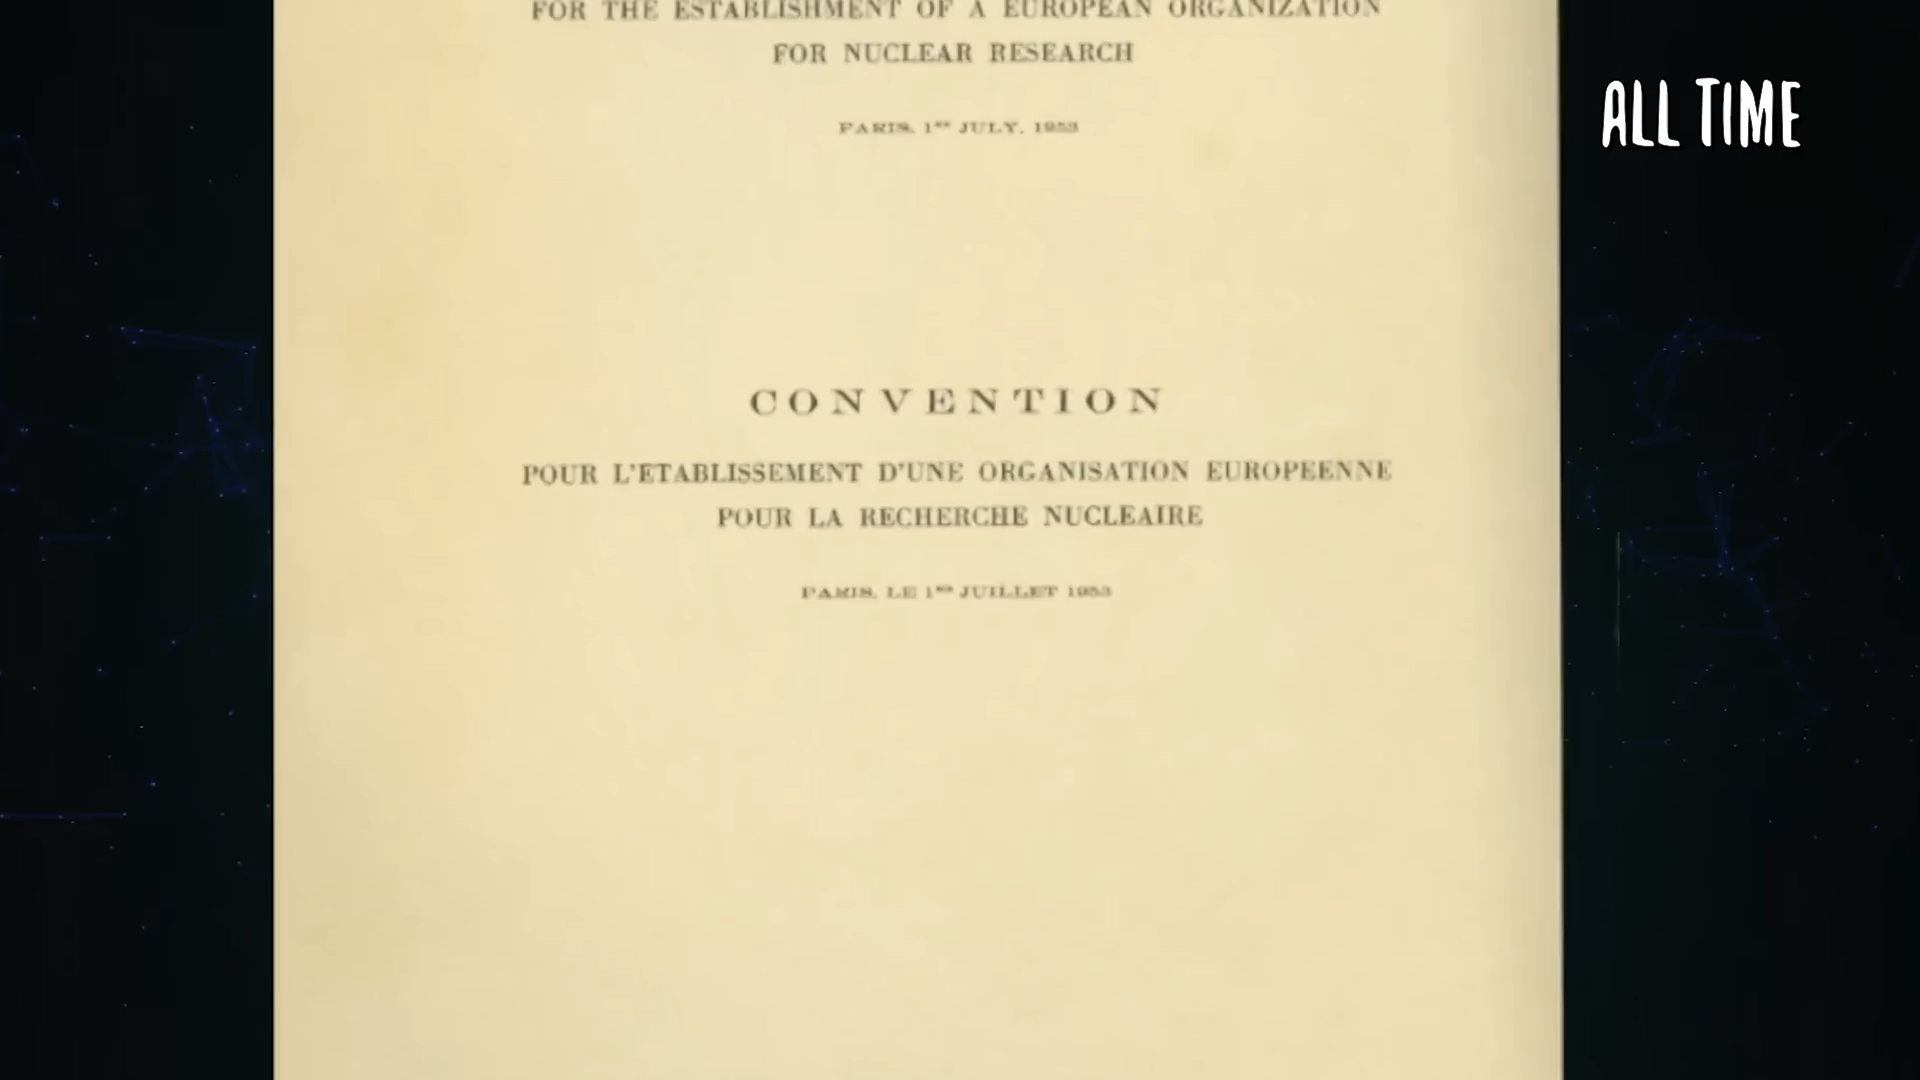 FOR THE ESTABLISHMENT OF A EUROPEAN ORGANIZATION
FOR NUCLEAR RESEARCH
PARIS, 1ST JULY, 1953
ALL TIME
CONVENTION
POUR L'ETABLISSEMENT D'UNE ORGANISATION EUROPEENNE
POUR LA RECHERCHE NUCLEAIRE
PARIS, LE 1ER JUILLET 1953